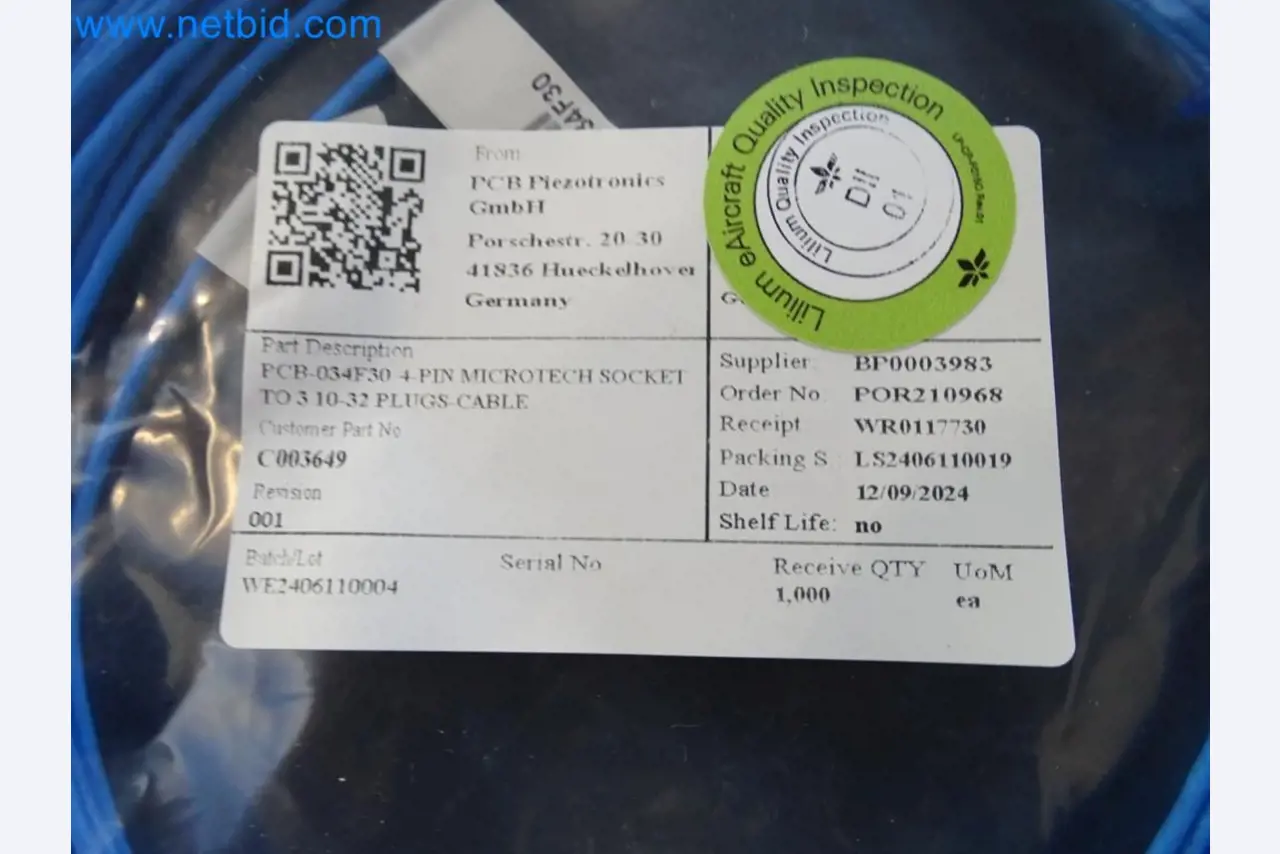 www.netbid.com
34F30
From
PCB Piezotronics
GmbH
Porschestr. 20-30
41836 Hueckelhoven
Germany
G
Lilium eAircraft Quality Inspection
Lilium Quality Inspection
DII
01
Part Description
PCB-034F30 4-PIN MICROTECH SOCKET
TO 3 10-32 PLUGS-CABLE
Customer Part No
C003649
Revision
001
Supplier BP0003983
Order No POR210968
Receipt WR0117730
Packing S LS2406110019
Date 12/09/2024
Shelf Life: no
Batch/Lot Serial No Receive QTY UoM
WE2406110004 1,000 ea